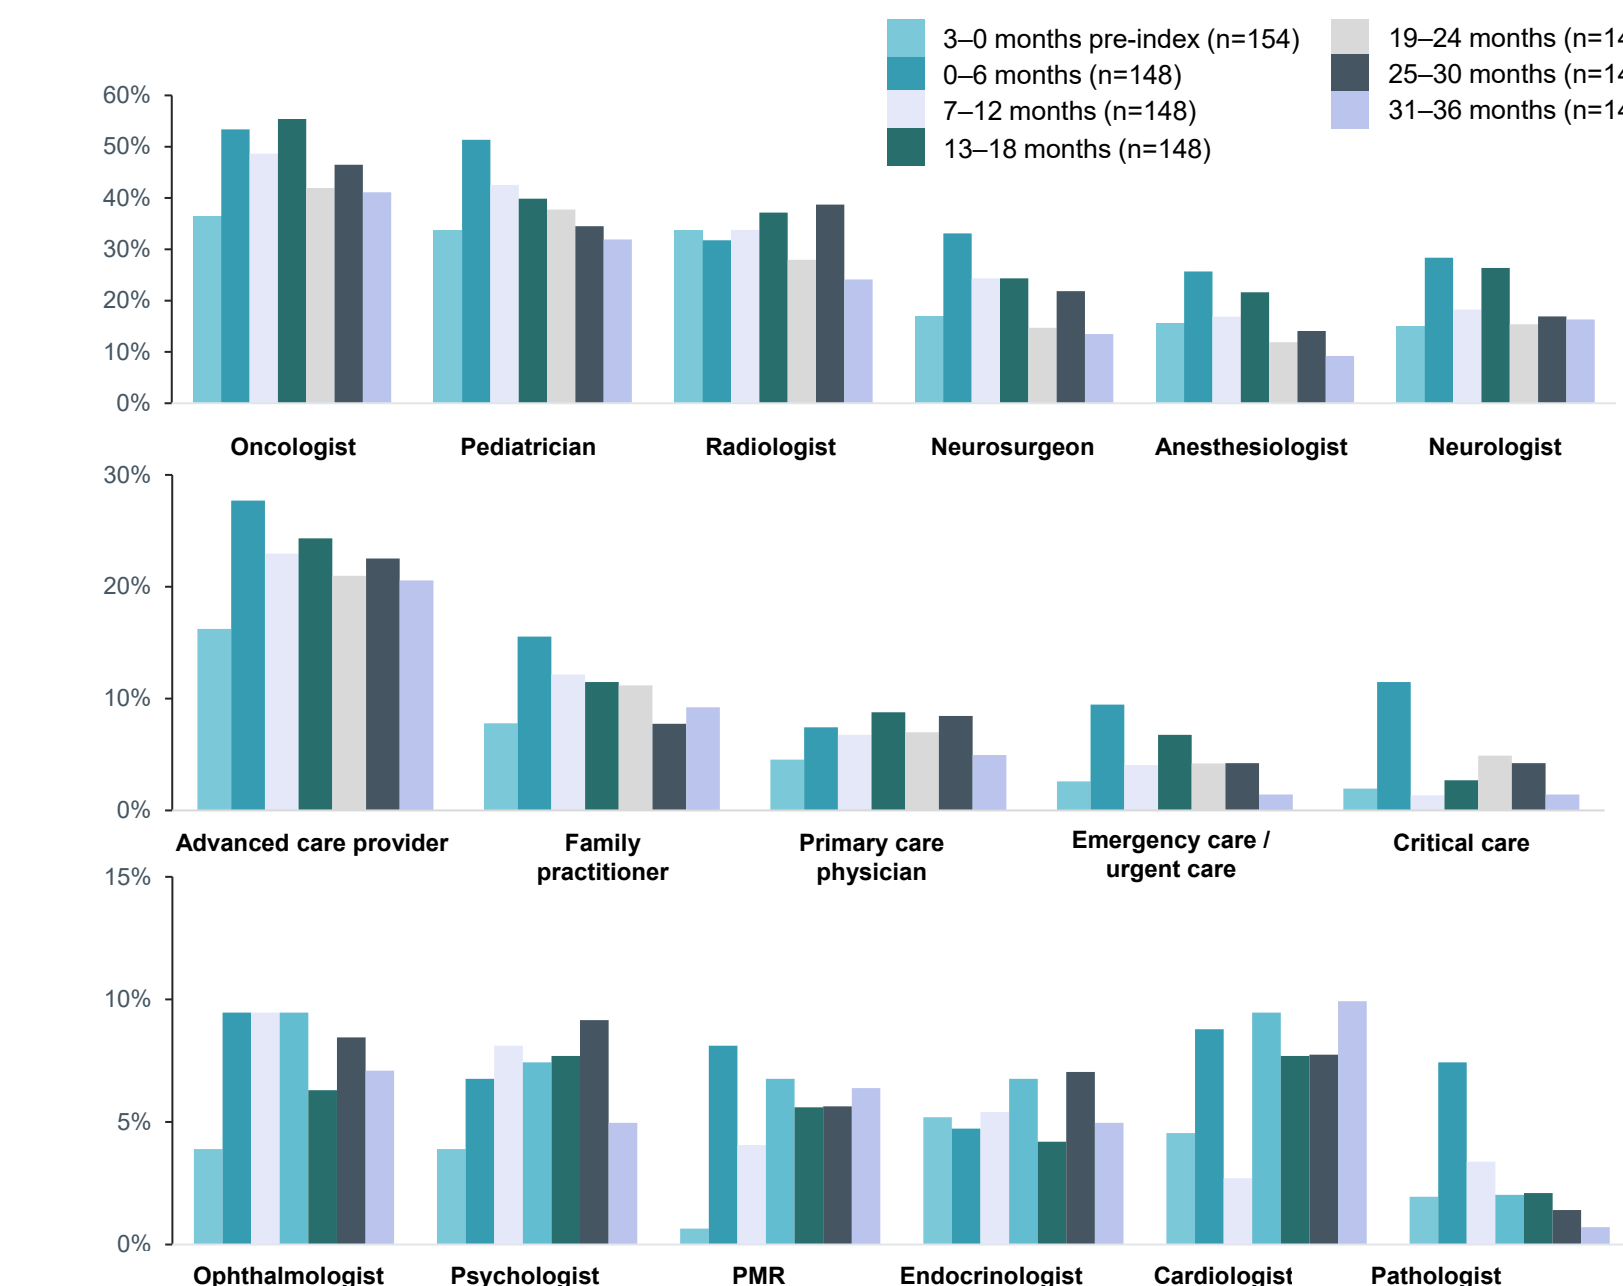 3–0 months pre-index (n=154)
0–6 months (n=148)
7–12 months (n=148)
13–18 months (n=148)
19–24 months (n=14
25–30 months (n=14
31–36 months (n=14
60%
50%
40%
30%
20%
10%
0%
Oncologist Pediatrician Radiologist Neurosurgeon Anesthesiologist Neurologist
30%
20%
10%
0%
Advanced care provider
Family
practitioner
Primary care
physician
Emergency care /
urgent care
Critical care
15%
10%
5%
0%
Ophthalmologist Psychologist PMR Endocrinologist Cardiologist Pathologist